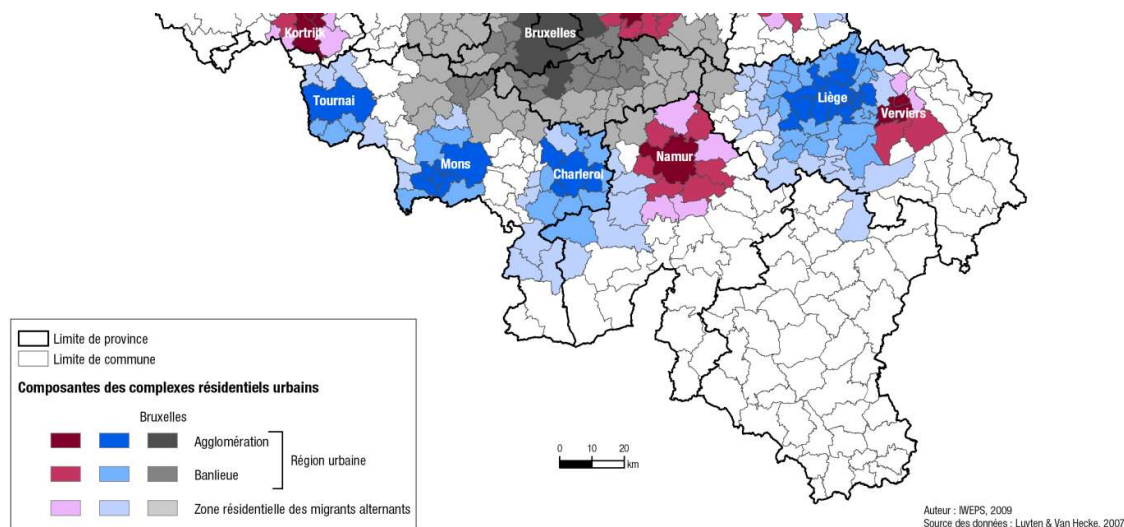 Kortrijk
Bruxelles
Tournai
Liège
Verviers
Mons
Charleroi
Namur
Limite de province
Limite de commune
Composantes des complexes résidentiels urbains
Bruxelles
Agglomération
Banlieue
Région urbaine
Zone résidentielle des migrants alternants
0 10 20
km
Auteur : IWEPS, 2009
Source des données : Luyten & Van Hecke, 2007